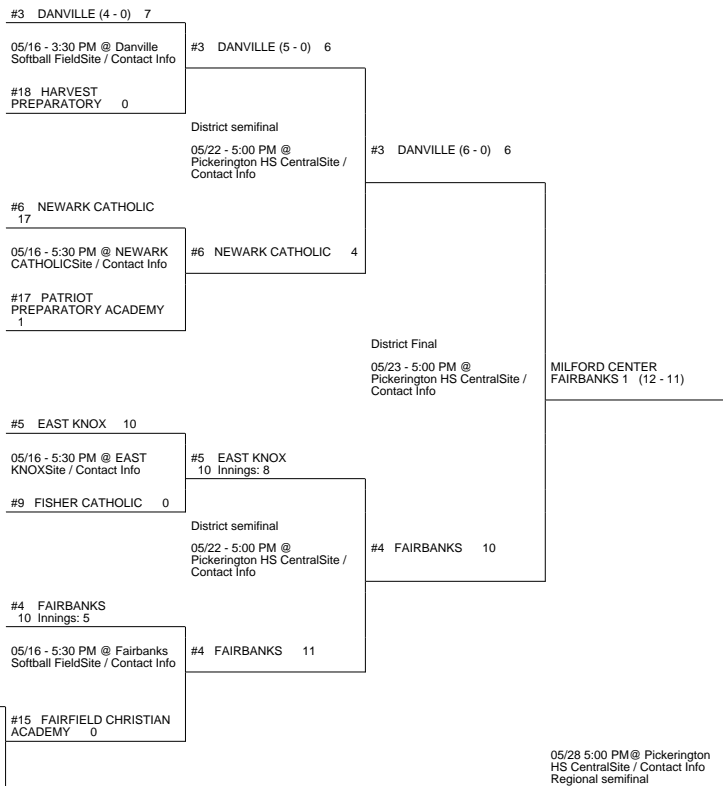 #3 DANVILLE (4 - 0) 7
05/16 - 3:30 PM @ Danville
Softball FieldSite / Contact Info
#18 HARVEST
PREPARATORY 0
#3 DANVILLE (5 - 0) 6
District semifinal
05/22 - 5:00 PM @
Pickerington HS CentralSite /
Contact Info
#3 DANVILLE (6 - 0) 6
#6 NEWARK CATHOLIC
17
05/16 - 5:30 PM @ NEWARK
CATHOLICSite / Contact Info
#17 PATRIOT
PREPARATORY ACADEMY
1
#6 NEWARK CATHOLIC 4
District Final
05/23 - 5:00 PM @
Pickerington HS CentralSite /
Contact Info
MILFORD CENTER
FAIRBANKS 1 (12 - 11)
#5 EAST KNOX 10
05/16 - 5:30 PM @ EAST
KNOXSite / Contact Info
#9 FISHER CATHOLIC 0
#5 EAST KNOX
10 Innings: 8
District semifinal
05/22 - 5:00 PM @
Pickerington HS CentralSite /
Contact Info
#4 FAIRBANKS 10
#4 FAIRBANKS
10 Innings: 5
05/16 - 5:30 PM @ Fairbanks
Softball FieldSite / Contact Info
#15 FAIRFIELD CHRISTIAN
ACADEMY 0
#4 FAIRBANKS 11
05/28 5:00 PM@ Pickerington
HS CentralSite / Contact Info
Regional semifinal